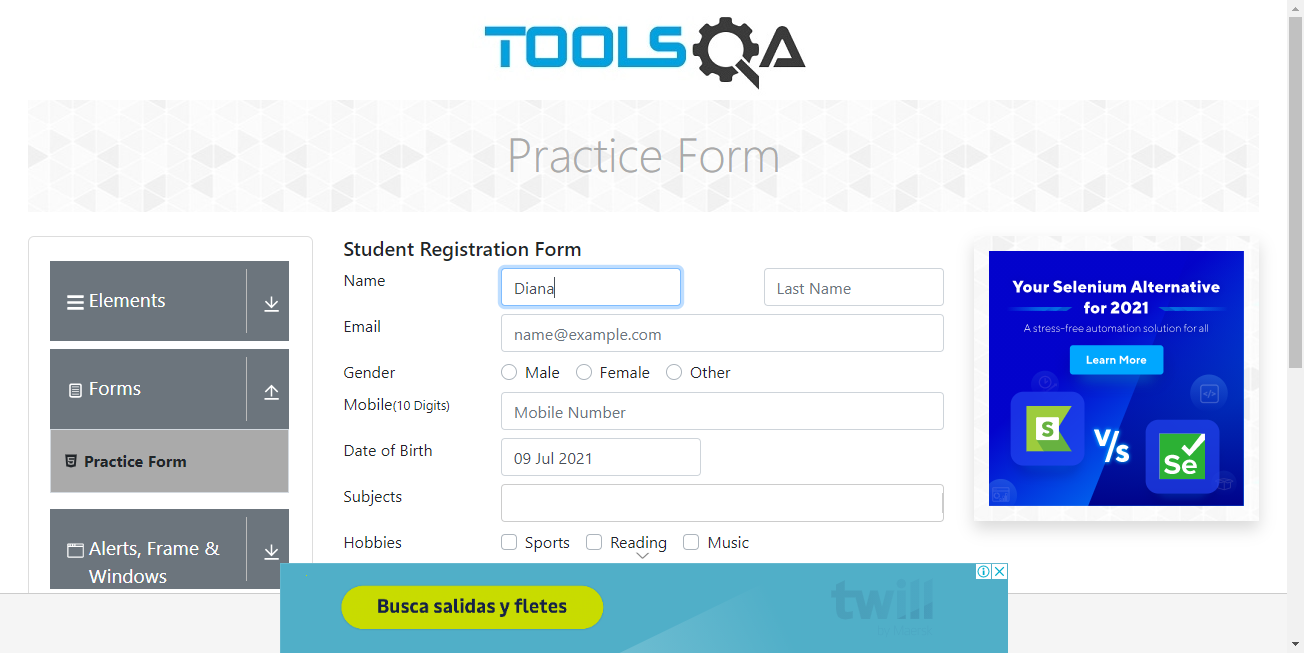 TOOLSQA
Practice Form
Elements
Forms
Practice Form
Alerts, Frame &
Windows
Student Registration Form
Name
Diana
Last Name
Email
name@example.com
Gender
Male
Female
Other
Mobile(10 Digits)
Mobile Number
Date of Birth
09 Jul 2021
Subjects
Hobbies
Sports
Reading
Music
Your Selenium Alternative
for 2021
A stress-free automation solution for all
Learn More
S
V/s
Se
Busca salidas y fletes
twill